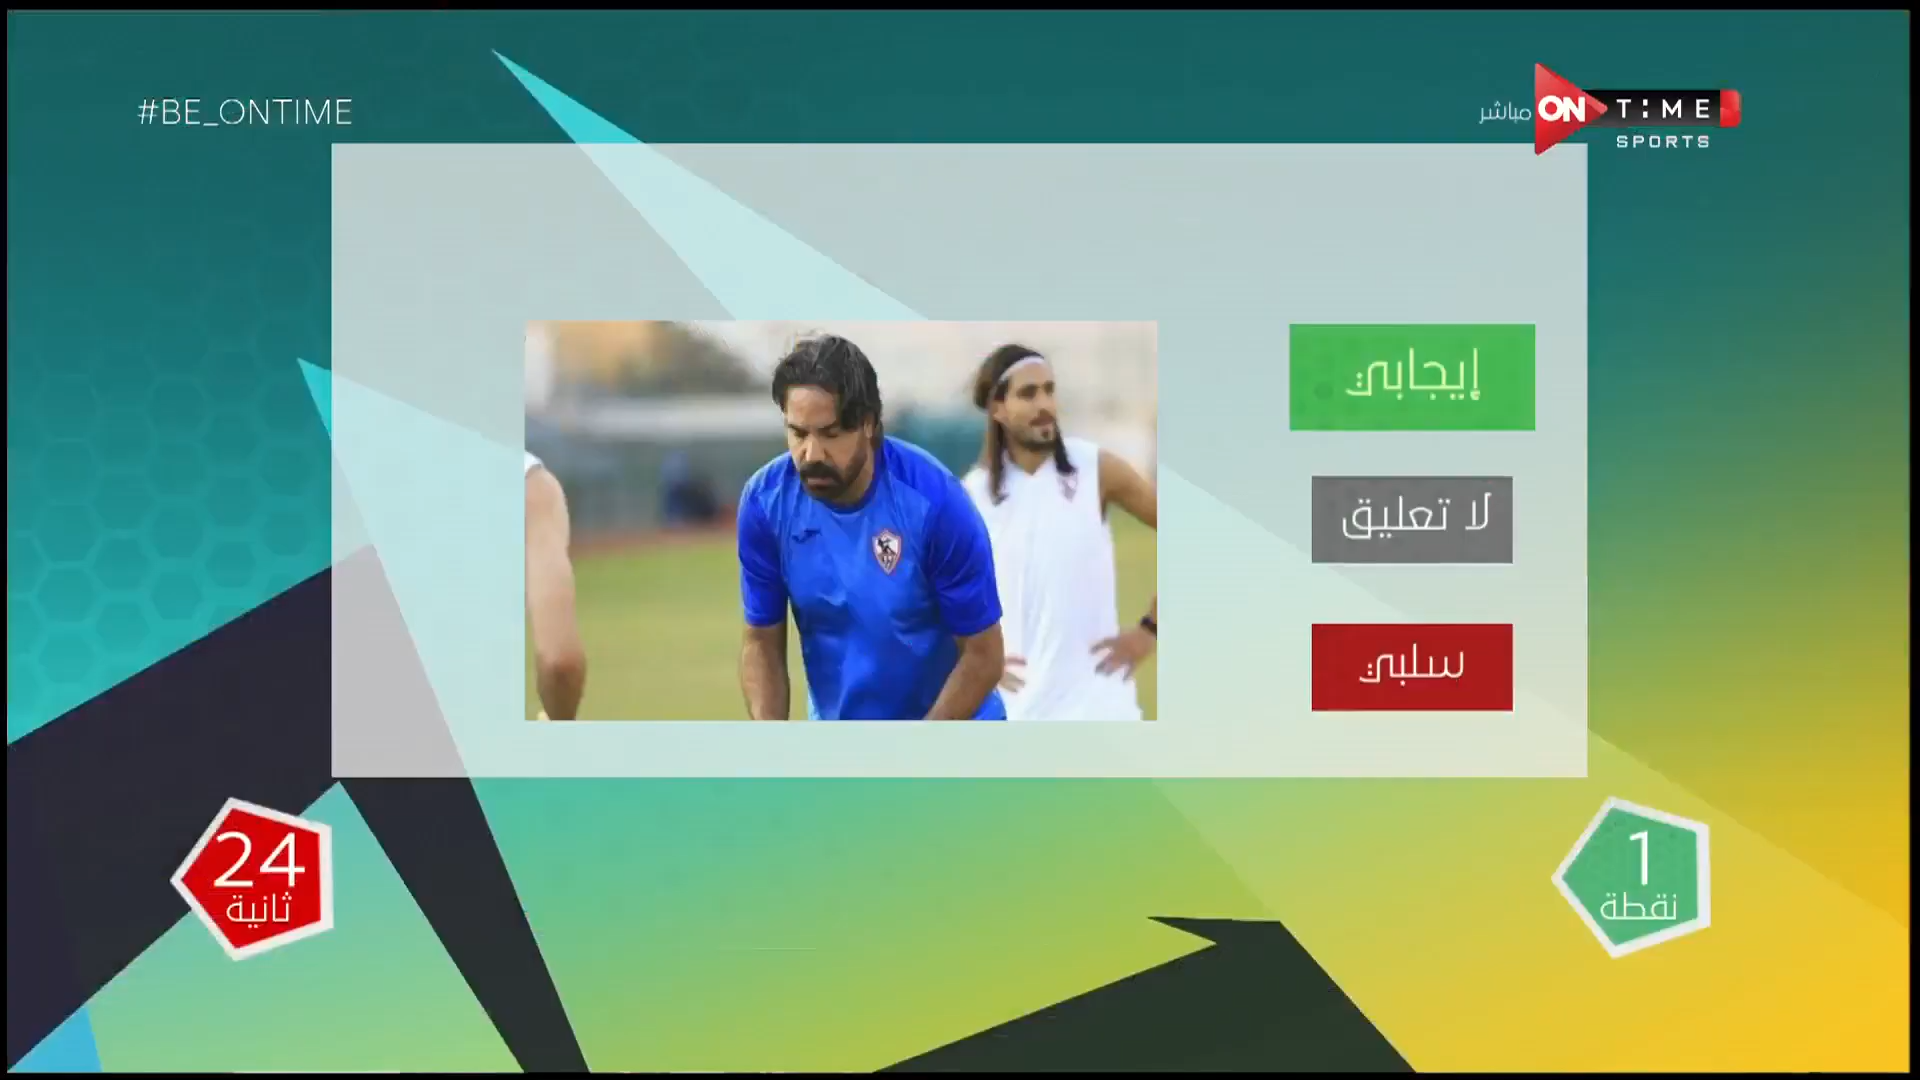 #BE_ONTIME
مباشر ON TIME
SPORTS
إيجابي
لا تعليق
سلبي
24
ثانية
1
نقطة